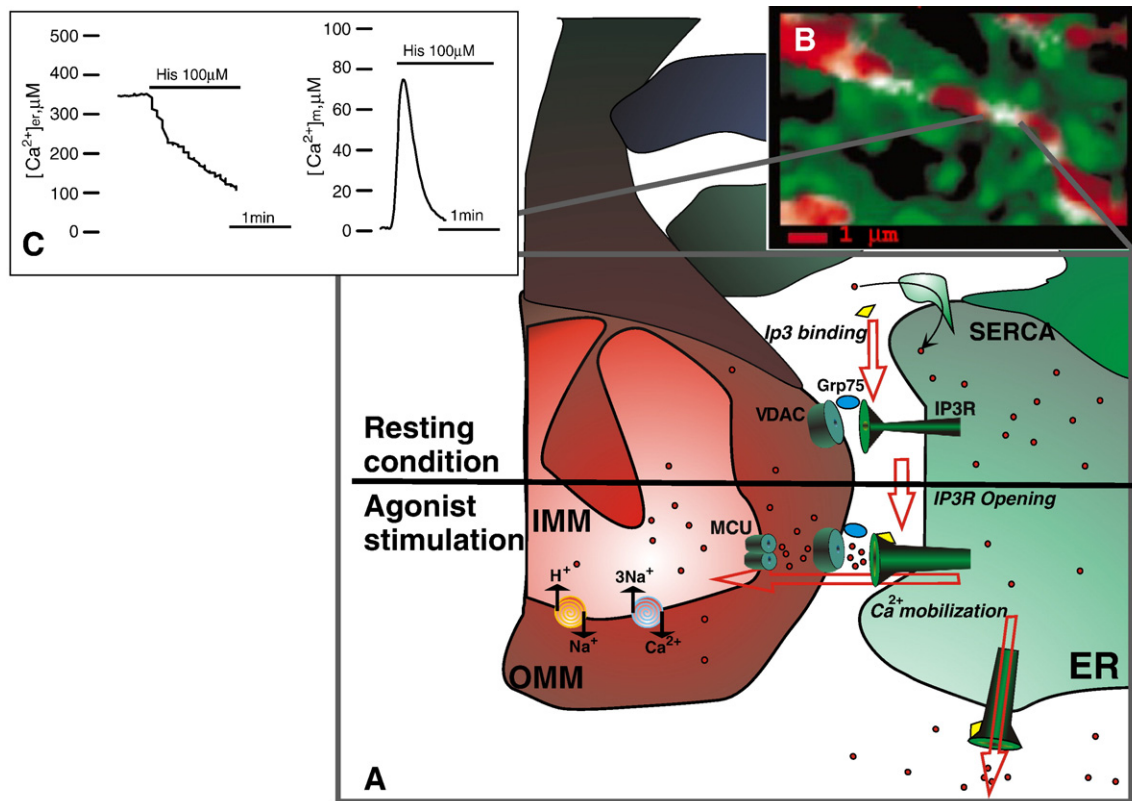 500
400
300
200
100
0
[Ca²⁺]er,µM
His 100µM
1min
C
100
80
60
40
20
0
[Ca²⁺]m,µM
His 100µM
1min
B
1 µm
Ip3 binding
SERCA
Grp75
VDAC
IP3R
Resting
condition
Agonist
stimulation
IP3R Opening
IMM
MCU
H⁺
3Na⁺
Na⁺
Ca²⁺
Ca²⁺ mobilization
OMM
ER
A